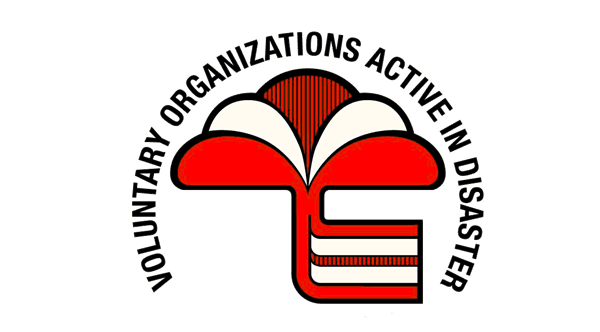 VOLUNTARY ORGANIZATIONS ACTIVE IN DISASTER